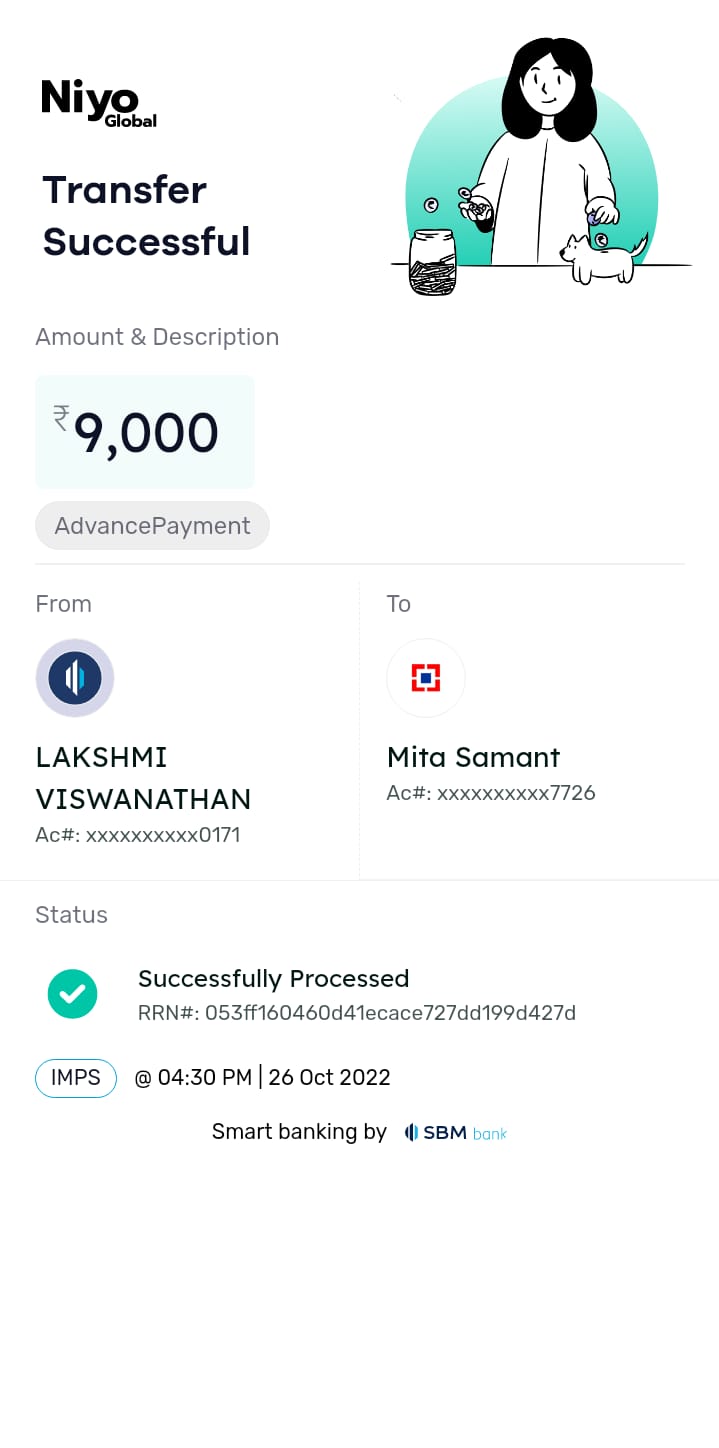 Niyo
Global
Transfer
Successful
Amount & Description
₹9,000
AdvancePayment
From
LAKSHMI
VISWANATHAN
Ac#: xxxxxxxxxx0171
To
Mita Samant
Ac#: xxxxxxxxxx7726
Status
Successfully Processed
RRN#: 053ff160460d41ecace727dd199d427d
IMPS @ 04:30 PM | 26 Oct 2022
Smart banking by SBM bank